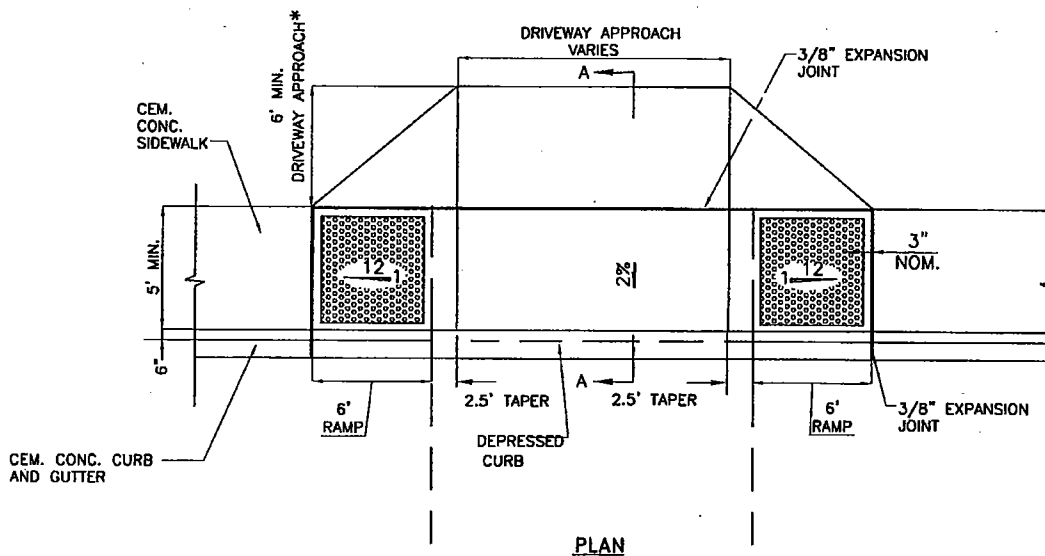 DRIVEWAY APPROACH
VARIES
A
3/8" EXPANSION
JOINT
6' MIN.
DRIVEWAY APPROACH*
CEM.
CONC.
SIDEWALK
5' MIN.
12
1
2%
1
12
3"
NOM.
6"
A
2.5' TAPER
2.5' TAPER
6'
RAMP
6'
RAMP
3/8" EXPANSION
JOINT
DEPRESSED
CURB
CEM. CONC. CURB
AND GUTTER
PLAN